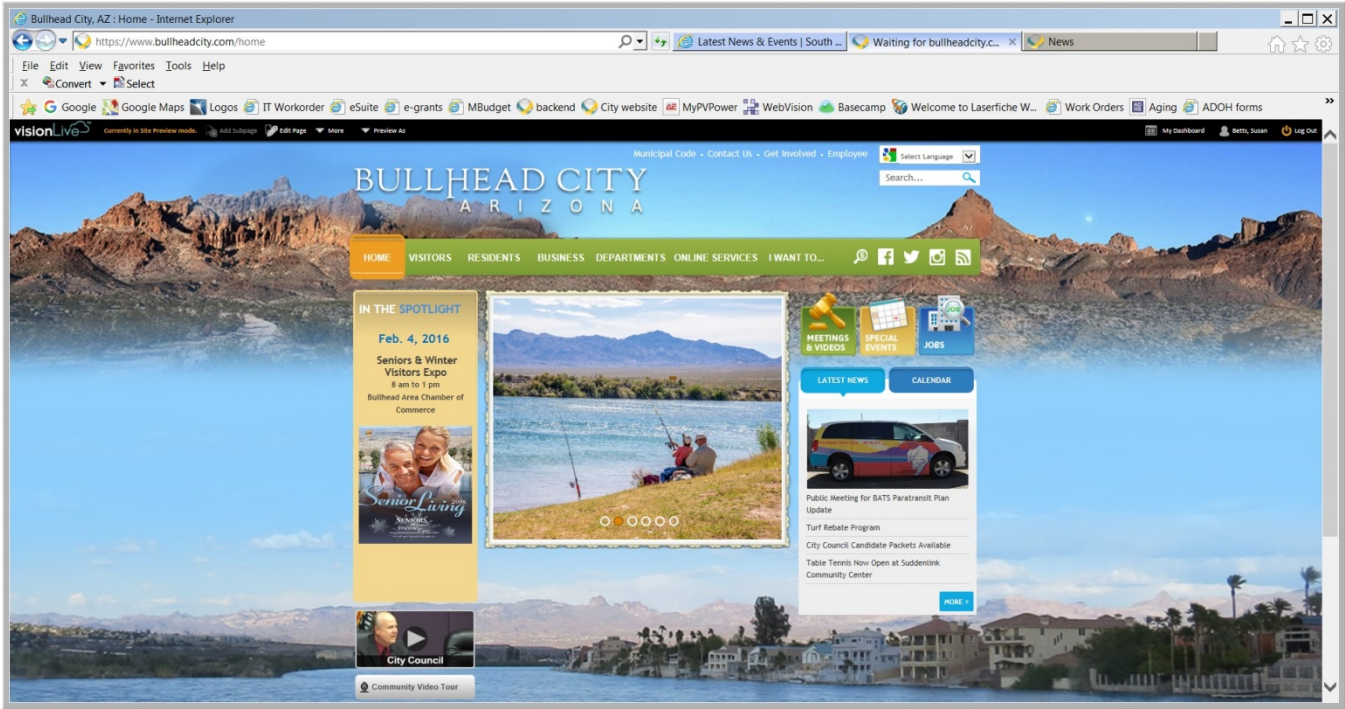 Bullhead City, AZ : Home - Internet Explorer
https://www.bullheadcity.com/home
Latest News & Events | South ...
Waiting for bullheadcity.c...
News
File Edit View Favorites Tools Help
Convert Select
Google Google Maps Logos IT Workorder eSuite e-grants MBudget backend City website MyPVPower WebVision Basecamp Welcome to Laserfiche W... Work Orders Aging ADOH forms
visionLive Currently in Site Preview mode. Add Subpage Edit Page More Preview As My Dashboard Betts, Susan Log Out
Municipal Code Contact Us Get Involved Employee
Select Language
Search...
BULLHEAD CITY
ARIZONA
HOME VISITORS RESIDENTS BUSINESS DEPARTMENTS ONLINE SERVICES I WANT TO...
IN THE SPOTLIGHT
Feb. 4, 2016
Seniors & Winter
Visitors Expo
8 am to 1 pm
Bullhead Area Chamber of
Commerce
Senior Living 2016
SENIORS
City Council
Community Video Tour
MEETINGS
& VIDEOS
SPECIAL
EVENTS
JOBS
LATEST NEWS CALENDAR
Public Meeting for BATS Paratransit Plan
Update
Turf Rebate Program
City Council Candidate Packets Available
Table Tennis Now Open at Suddenlink
Community Center
MORE >